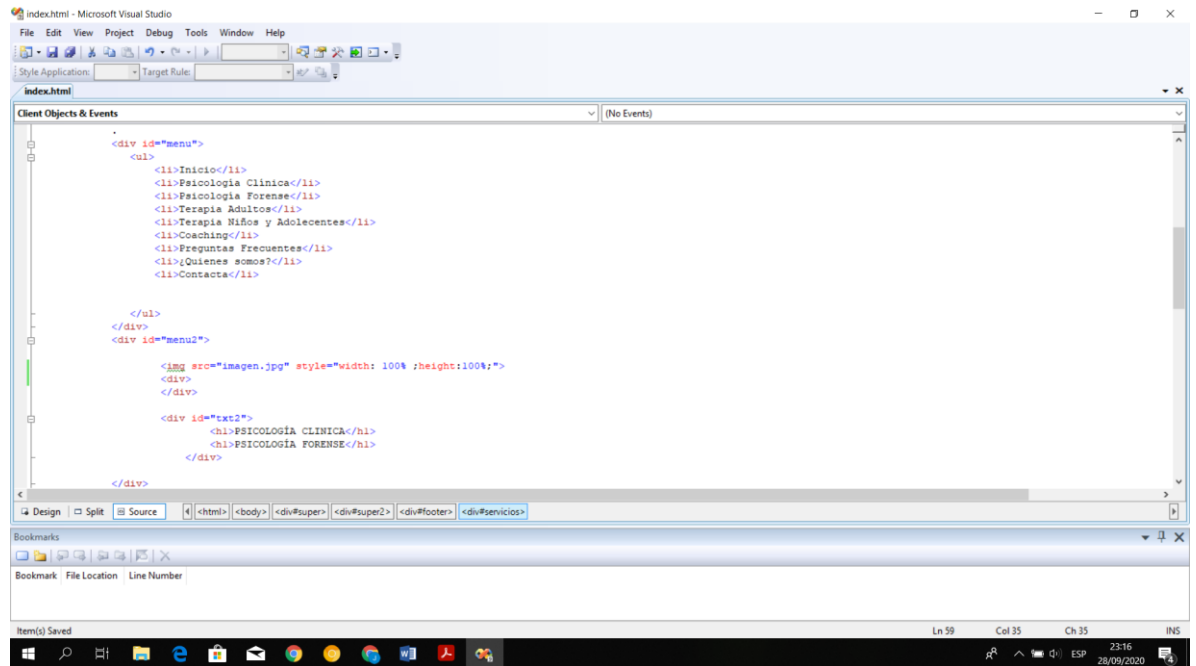 index.html - Microsoft Visual Studio
File Edit View Project Debug Tools Window Help
Style Application: Target Rule:
index.html
Client Objects & Events (No Events)
<div id="menu">
<ul>
<li>Inicio</li>
<li>Psicología Clínica</li>
<li>Psicología Forense</li>
<li>Terapia Adultos</li>
<li>Terapia Niños y Adolecentes</li>
<li>Coaching</li>
<li>Preguntas Frecuentes</li>
<li>¿Quienes somos?</li>
<li>Contacta</li>
</ul>
</div>
<div id="menu2">
<img src="imagen.jpg" style="width: 100% ;height:100%;">
<div>
</div>
<div id="txt2">
<h1>PSICOLOGÍA CLINICA</h1>
<h1>PSICOLOGÍA FORENSE</h1>
</div>
</div>
Design Split Source <html> <body> <div#super> <div#super2> <div#footer> <div#servicios>
Bookmarks
Bookmark File Location Line Number
Item(s) Saved Ln 59 Col 35 Ch 35 INS
ESP 23:16
28/09/2020